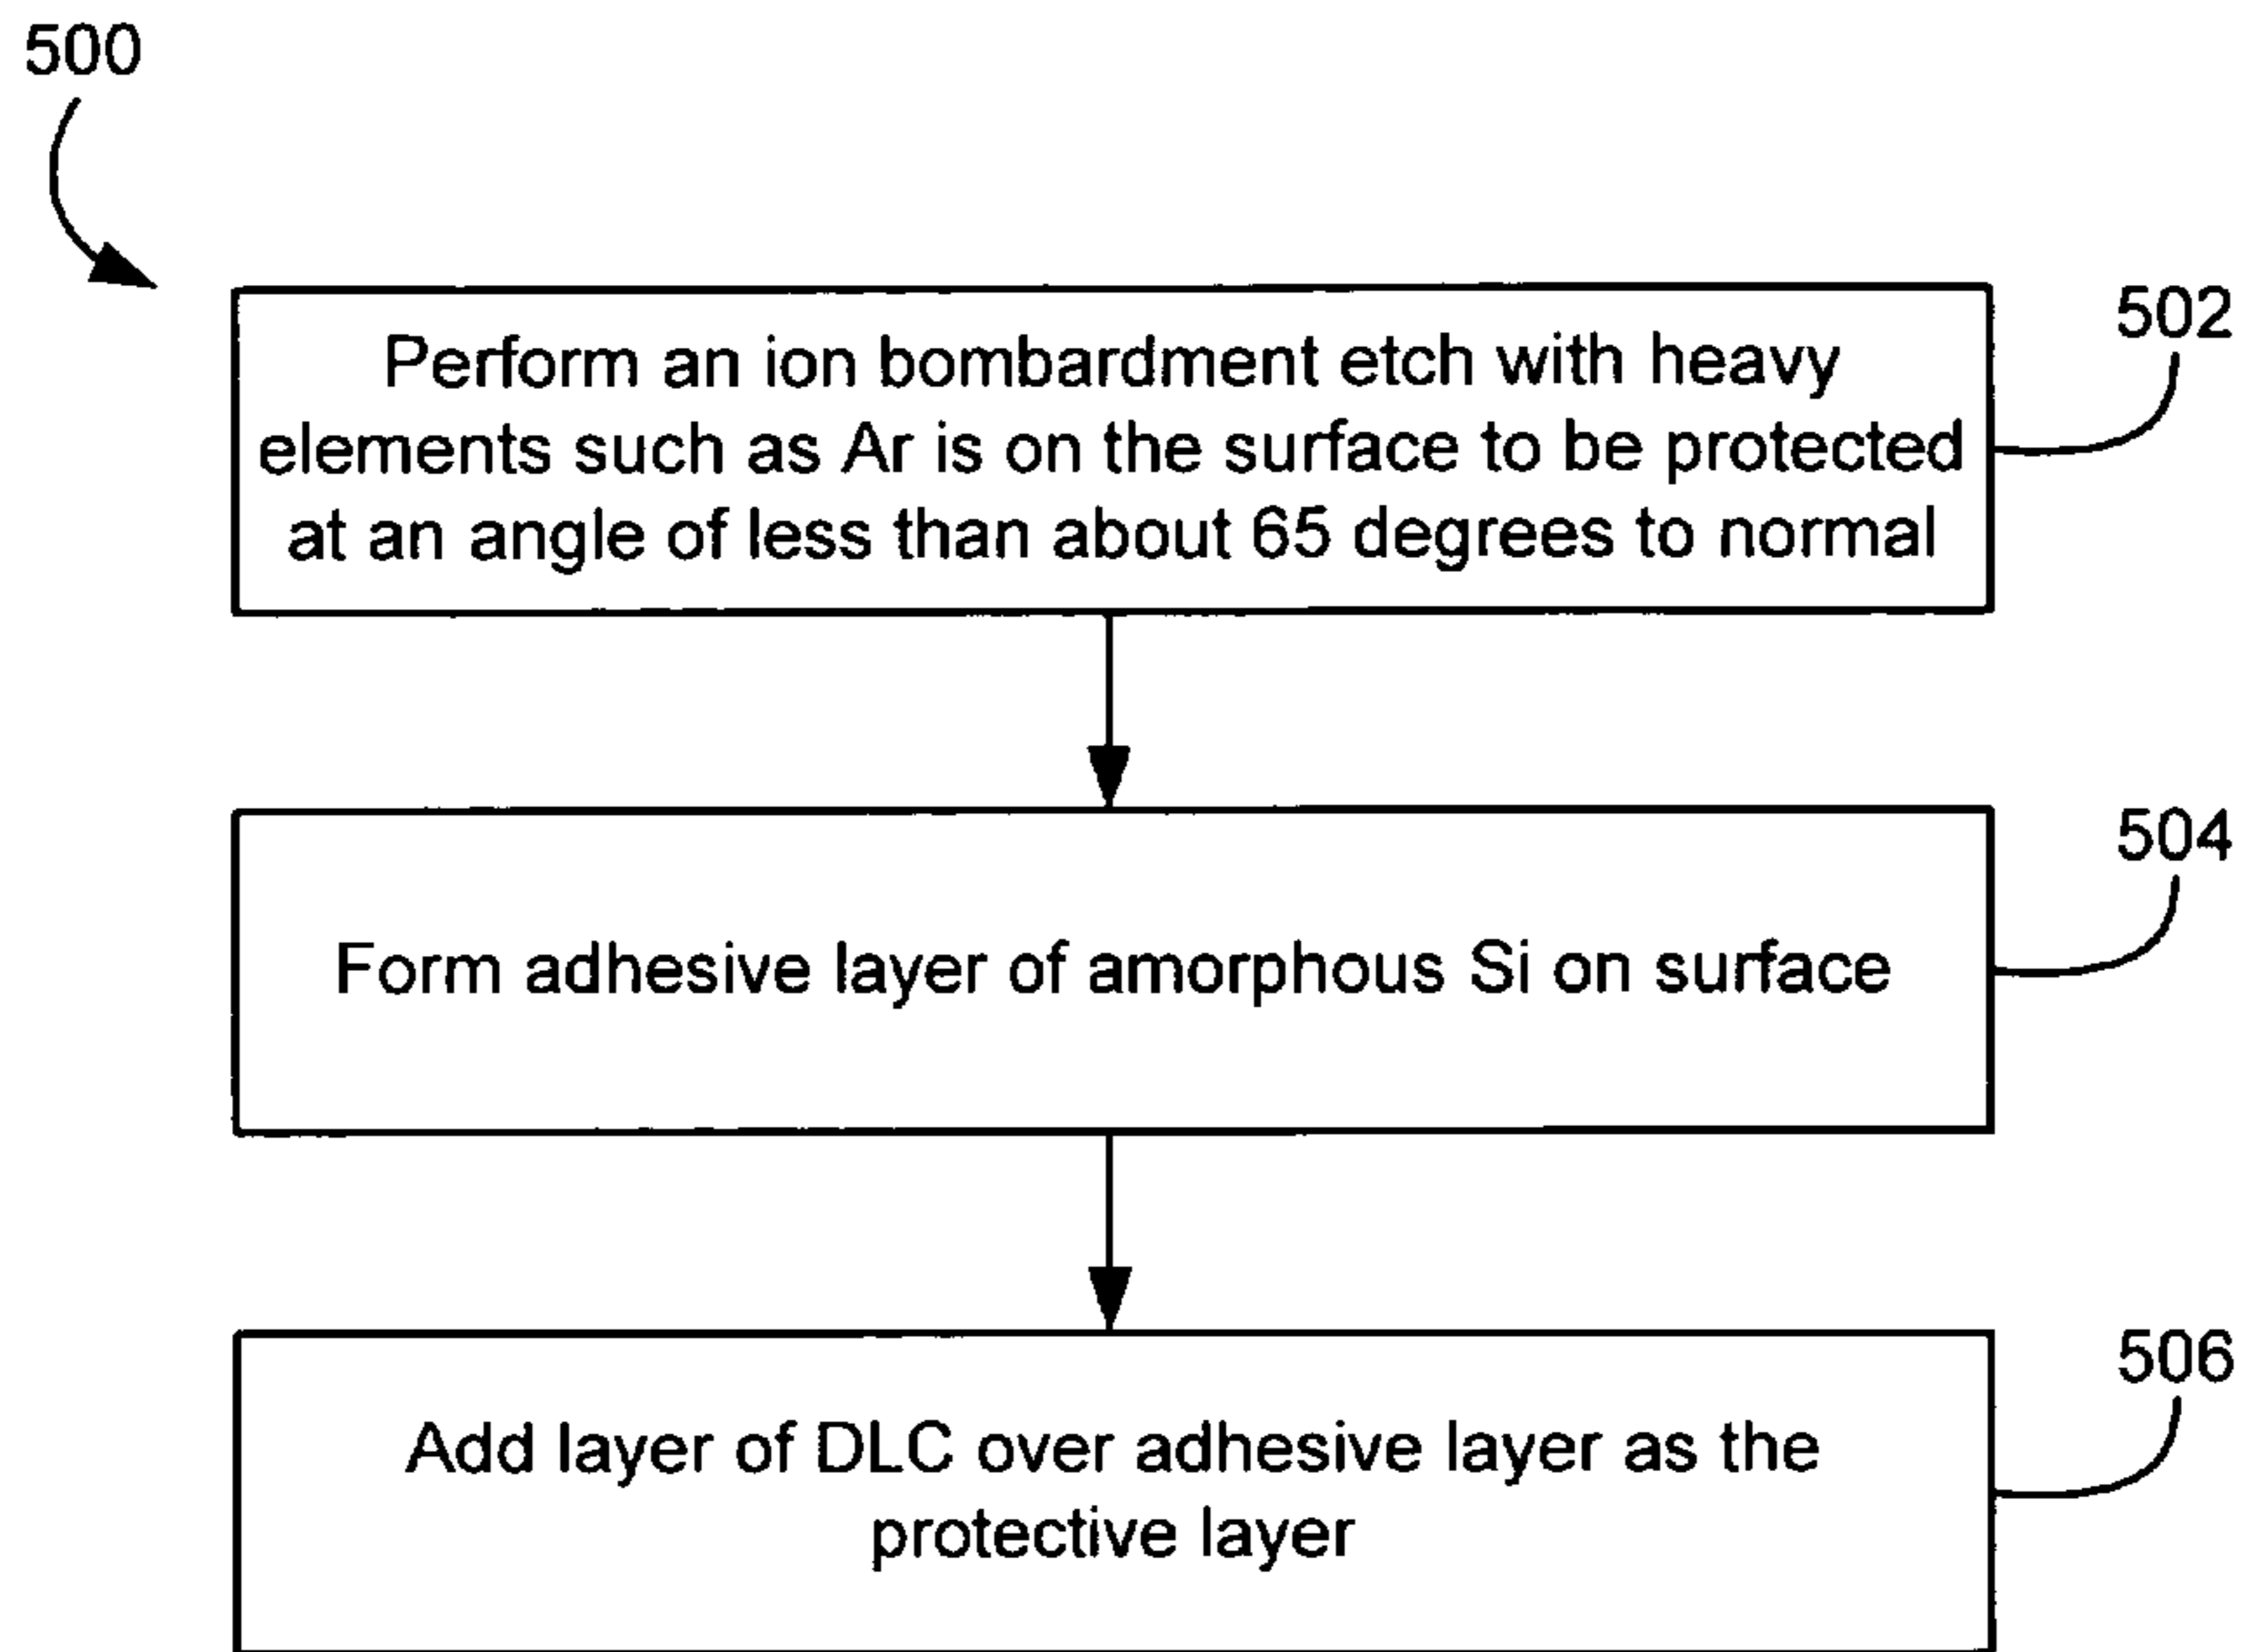 500
502
Perform an ion bombardment etch with heavy
elements such as Ar is on the surface to be protected
at an angle of less than about 65 degrees to normal
504
Form adhesive layer of amorphous Si on surface
506
Add layer of DLC over adhesive layer as the
protective layer